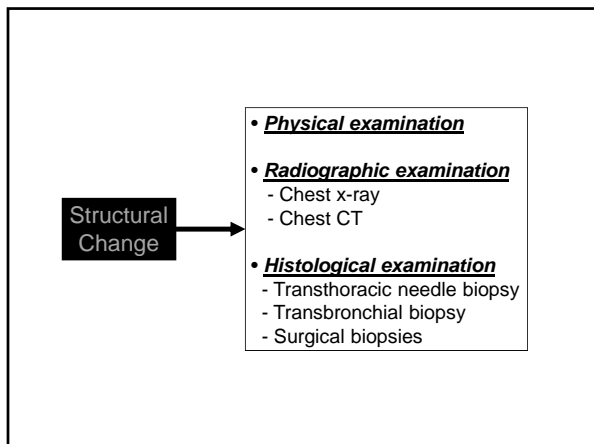 Structural
Change
• Physical examination
• Radiographic examination
- Chest x-ray
- Chest CT
• Histological examination
- Transthoracic needle biopsy
- Transbronchial biopsy
- Surgical biopsies